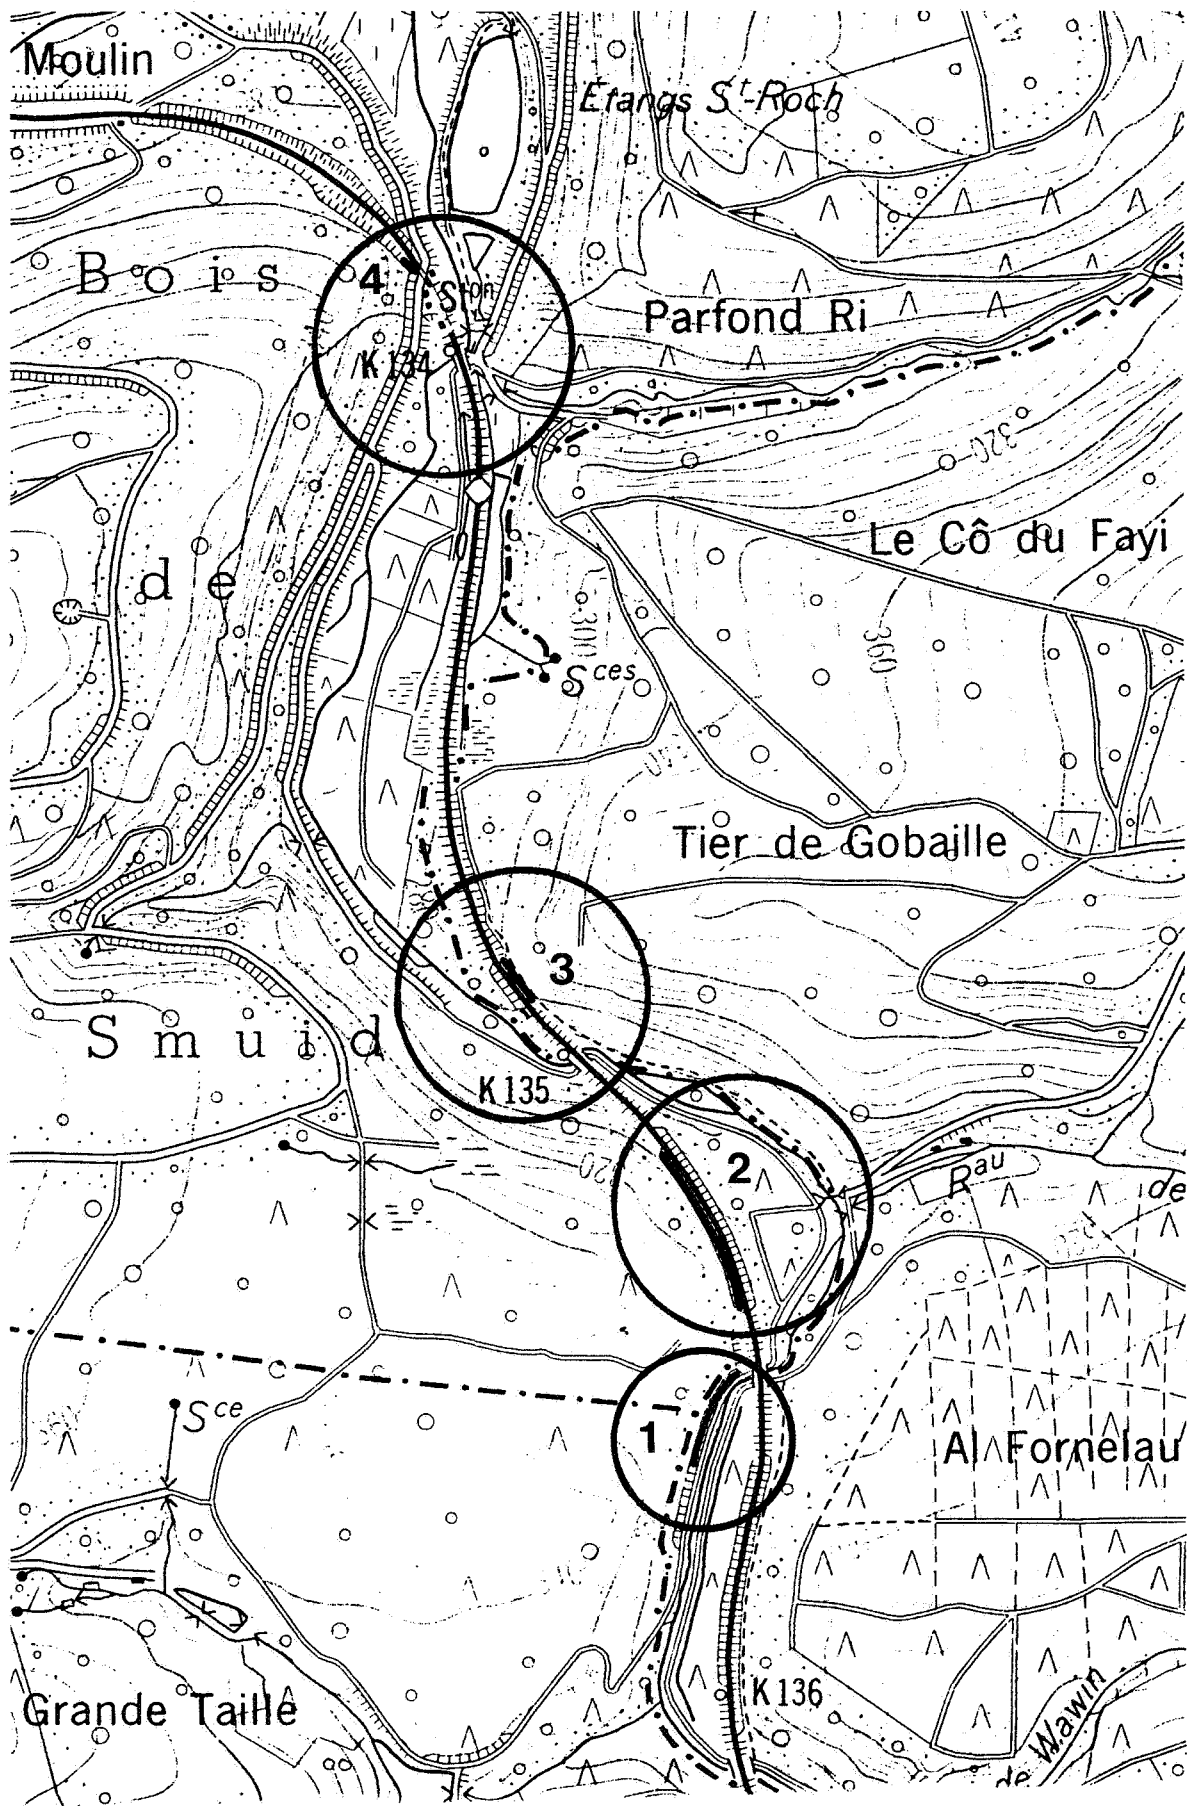 Moulin
Etangs St-Roch
Bois
4
Ston
Parfond Ri
K 134
320
Le Cô du Fayi
de
300
360
Sces
Tier de Gobaille
3
Smuid
K 135
2
Rau
de
Sce
1
Al Fornelau
Grande Taille
K 136
de Wawin